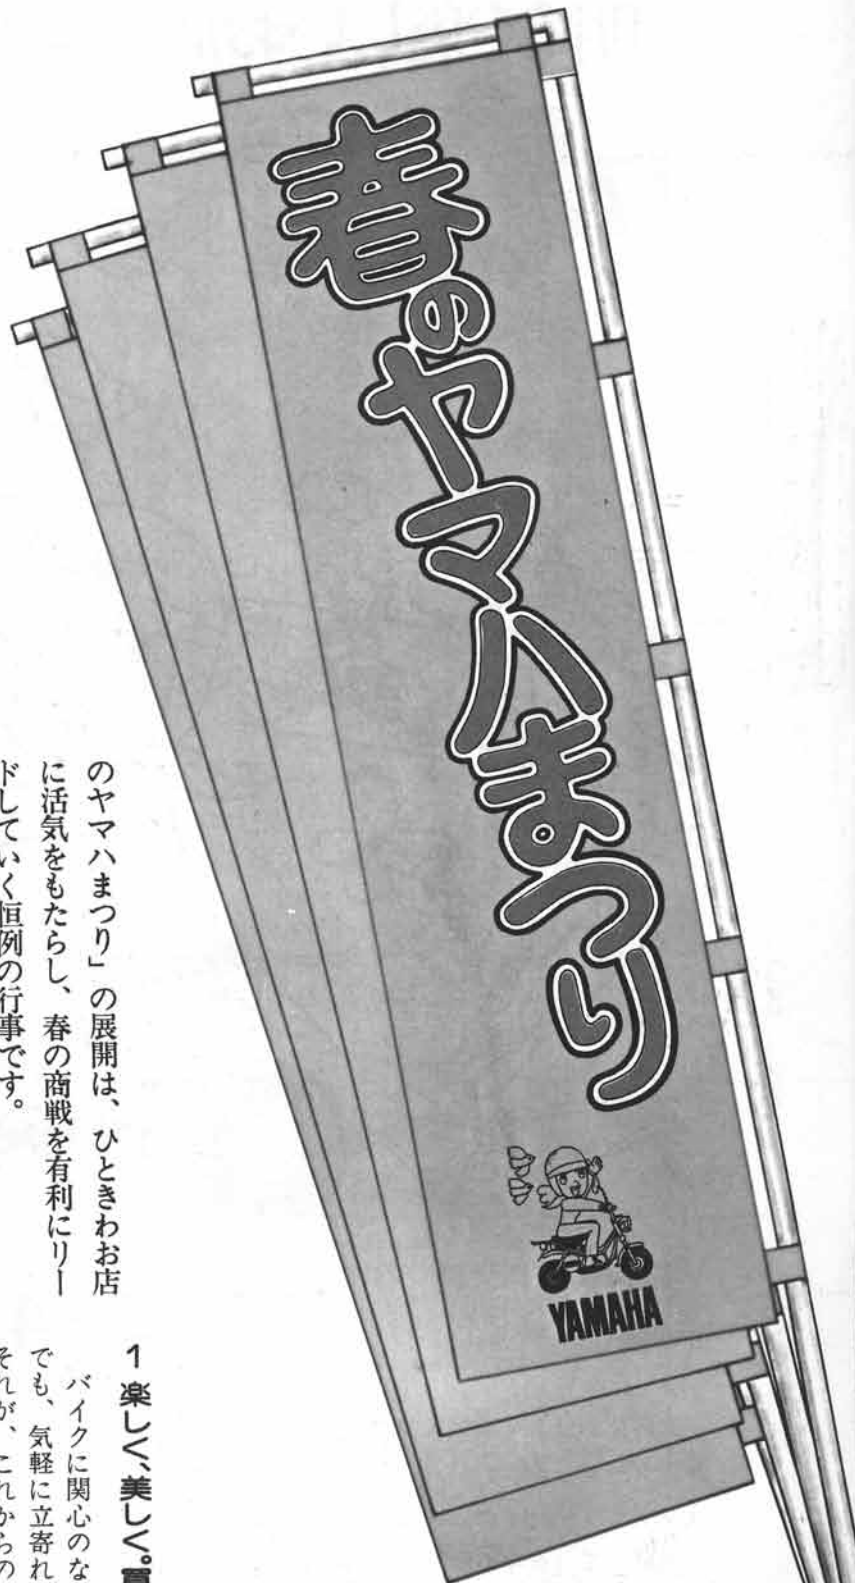 春のヤマハまつり
YAMAHA
のヤマハまつり」の展開は、ひときわお店
に活気をもたらし、春の商戦を有利にリー
ドしていく恒例の行事です。
1 楽しく、美しく。買
バイクに関心のな
でも、気軽に立寄れ
それが、これからの